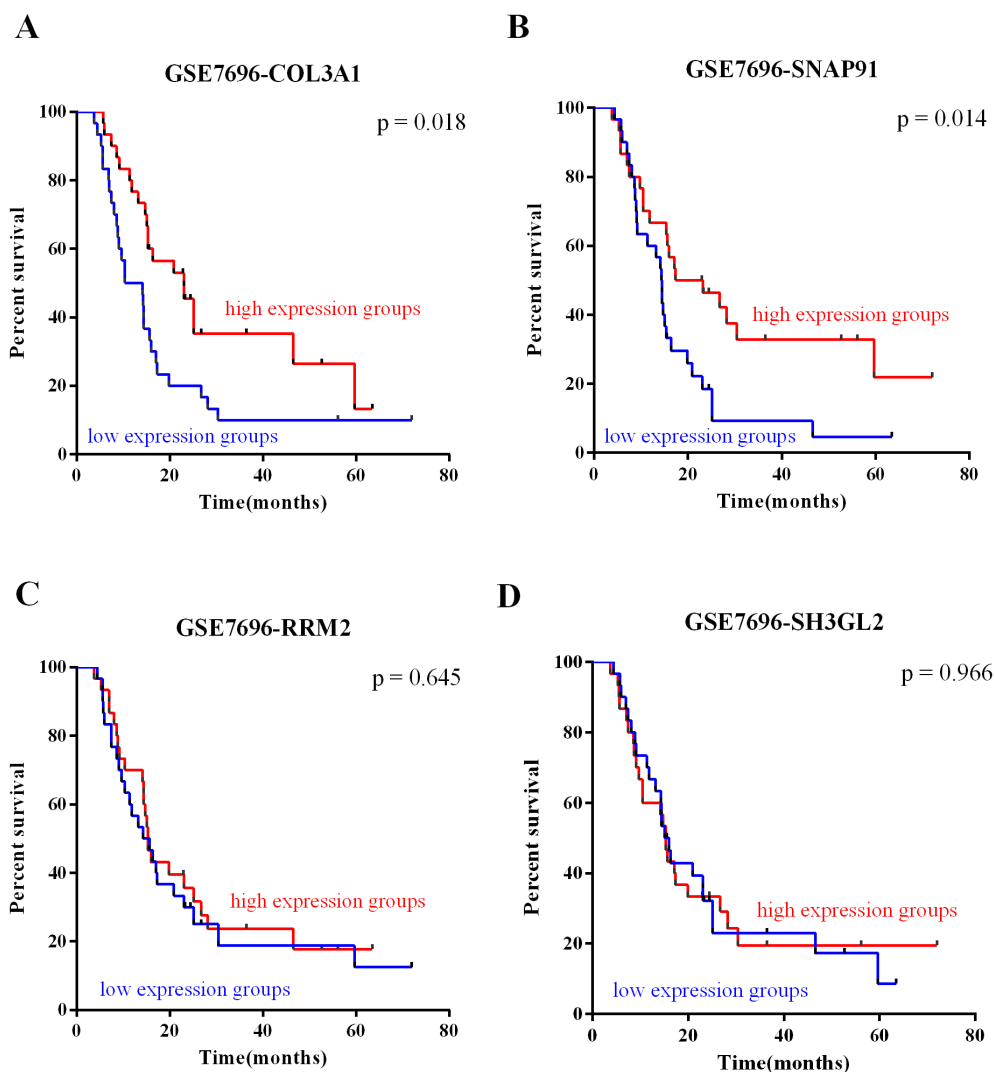 A
GSE7696-COL3A1
p = 0.018
Percent survival
100
80
60
40
20
0
high expression groups
low expression groups
0 20 40 60 80
Time(months)
B
GSE7696-SNAP91
p = 0.014
Percent survival
100
80
60
40
20
0
high expression groups
low expression groups
0 20 40 60 80
Time(months)
C
GSE7696-RRM2
p = 0.645
Percent survival
100
80
60
40
20
0
high expression groups
low expression groups
0 20 40 60 80
Time(months)
D
GSE7696-SH3GL2
p = 0.966
Percent survival
100
80
60
40
20
0
high expression groups
low expression groups
0 20 40 60 80
Time(months)